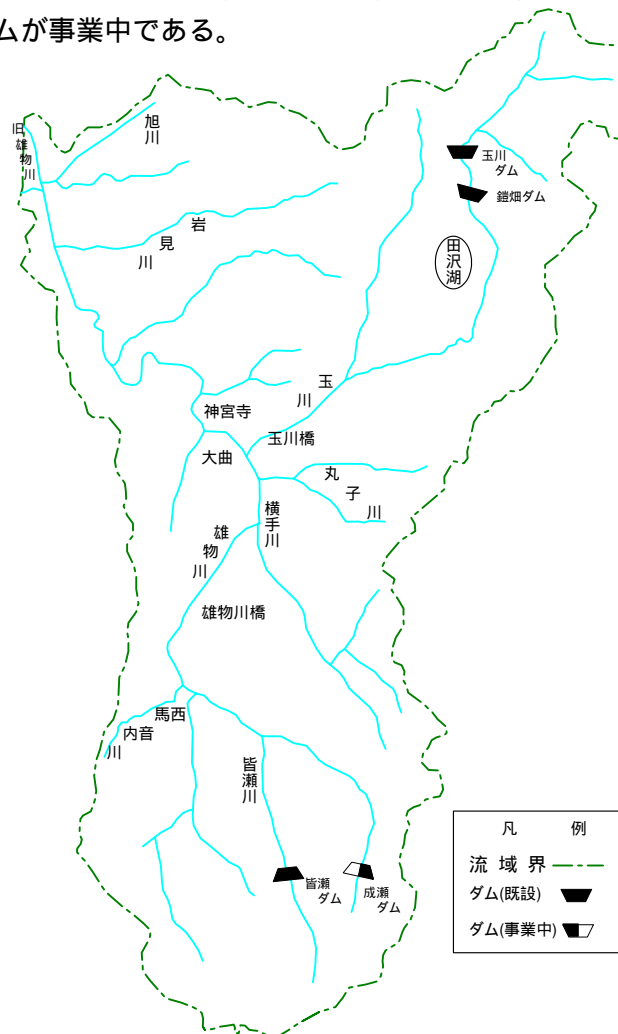 ムが事業中である。
旭川
旧雄物川
玉川
ダム
鎧畑ダム
岩見川
田沢湖
玉川
神宮寺
玉川橋
大曲
丸子川
横手川
雄物川
雄物川橋
馬西
内音川
皆瀬川
皆瀬
ダム
成瀬
ダム
凡 例
流 域 界
ダム(既設)
ダム(事業中)